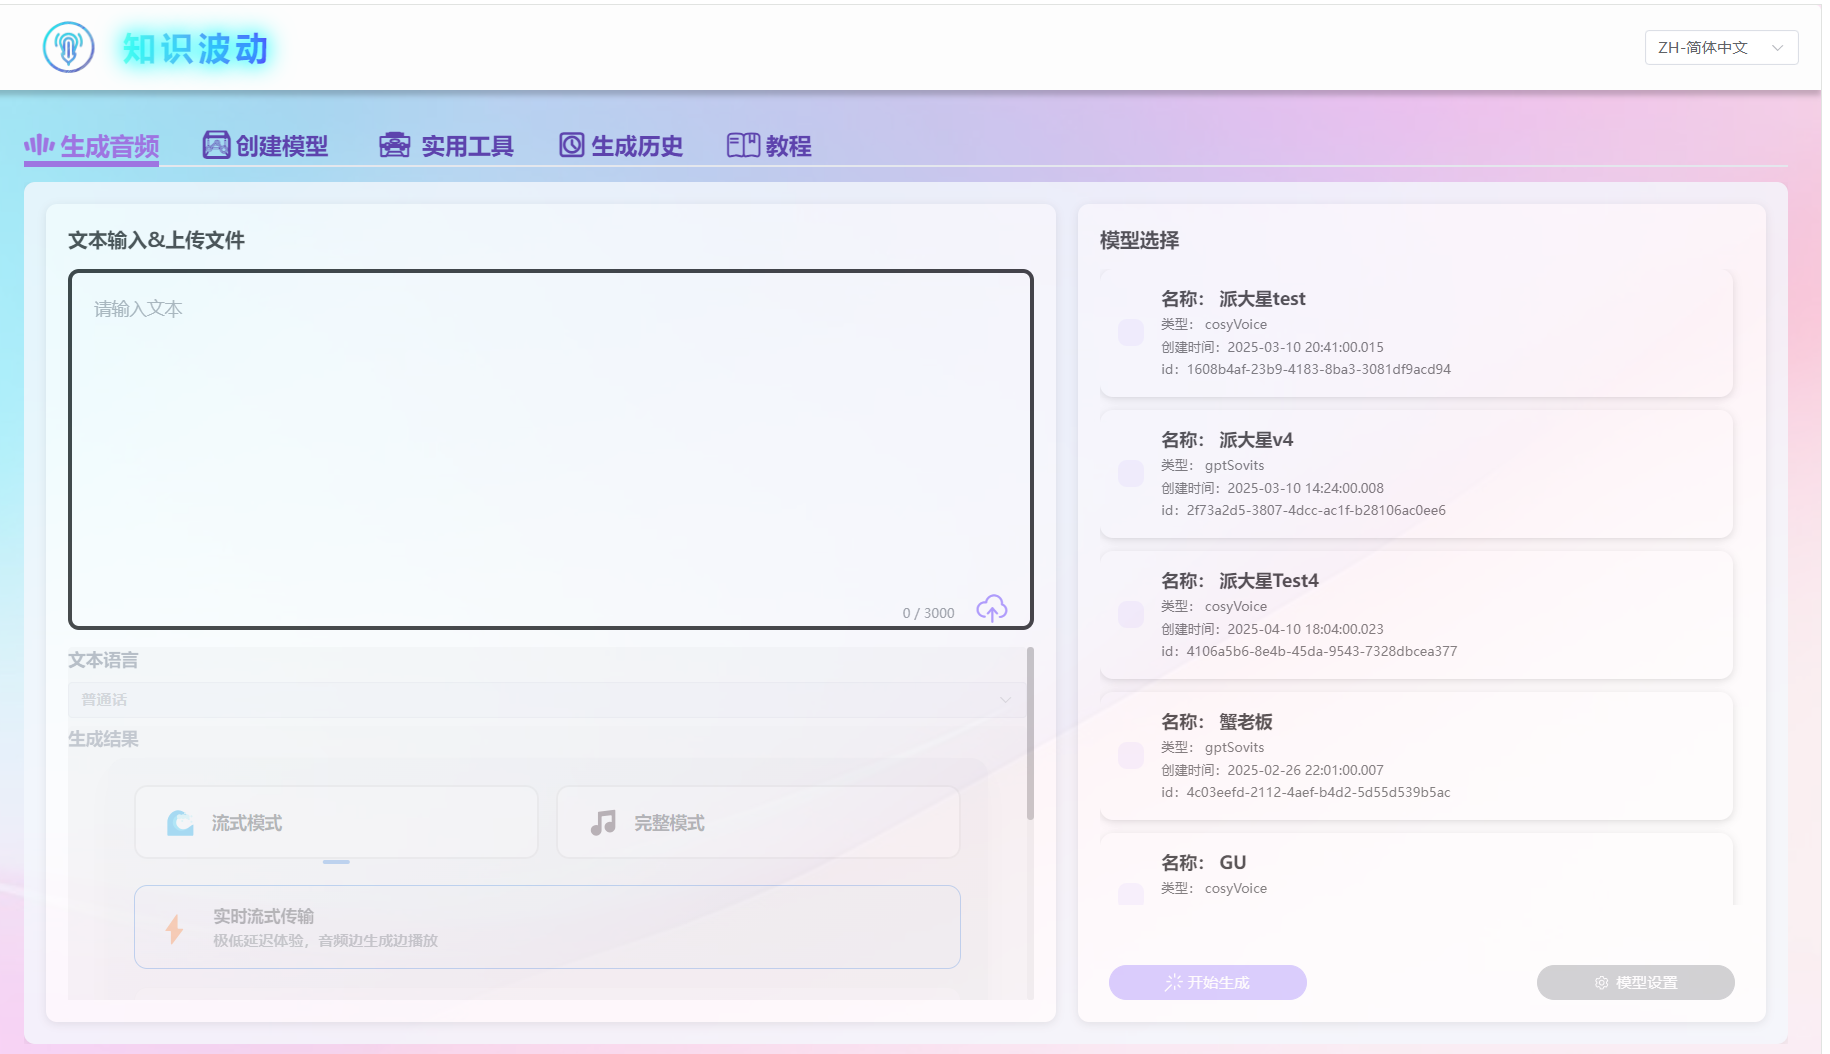 知识波动
ZH-简体中文
生成音频
创建模型
实用工具
生成历史
教程
文本输入&上传文件
请输入文本
0 / 3000
文本语言
普通话
生成结果
流式模式
完整模式
实时流式传输
极低延迟体验，音频边生成边播放
模型选择
名称： 派大星test
类型： cosyVoice
创建时间：2025-03-10 20:41:00.015
id：1608b4af-23b9-4183-8ba3-3081df9acd94
名称： 派大星v4
类型： gptSovits
创建时间：2025-03-10 14:24:00.008
id：2f73a2d5-3807-4dcc-ac1f-b28106ac0ee6
名称： 派大星Test4
类型： cosyVoice
创建时间：2025-04-10 18:04:00.023
id：4106a5b6-8e4b-45da-9543-7328dbcea377
名称： 蟹老板
类型： gptSovits
创建时间：2025-02-26 22:01:00.007
id：4c03eefd-2112-4aef-b4d2-5d55d539b5ac
名称： GU
类型： cosyVoice
开始生成
模型设置